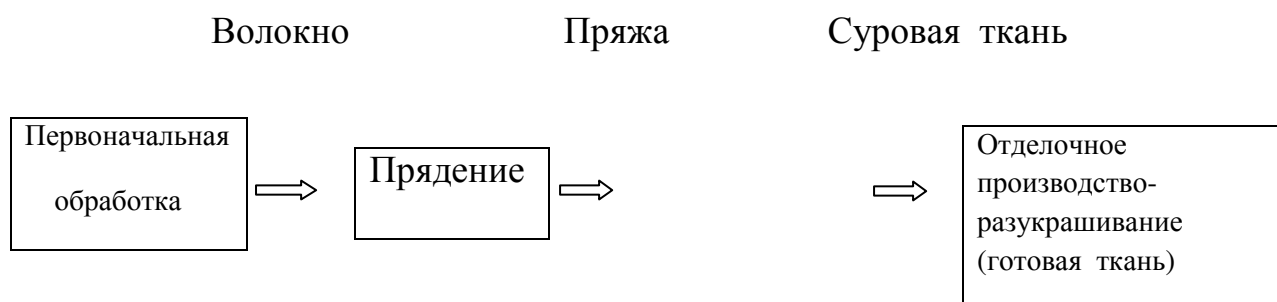 Волокно Пряжа Суровая ткань
Первоначальная
обработка
Прядение
Отделочное
производство-
разукрашивание
(готовая ткань)